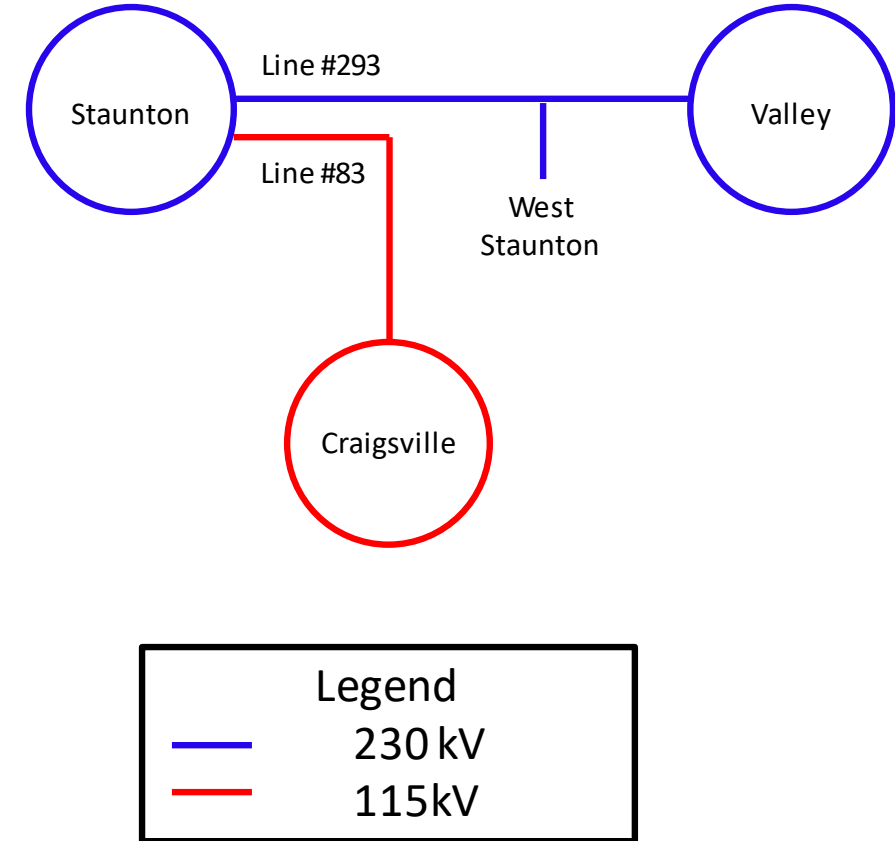 Line #293
Staunton
Valley
Line #83
West
Staunton
Craigsville
Legend
230 kV
115kV